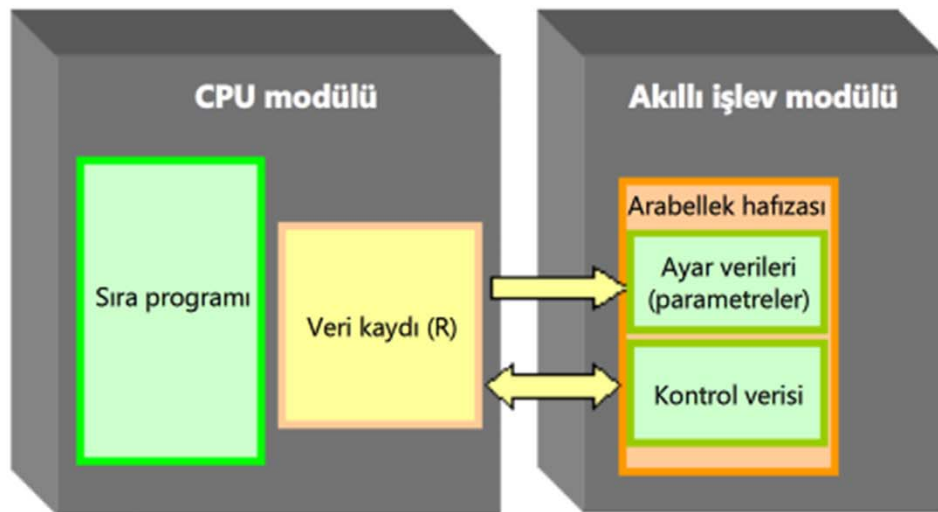 CPU modülü
Sıra programı
Veri kaydı (R)
Akıllı işlev modülü
Arabellek hafızası
Ayar verileri
(parametreler)
Kontrol verisi